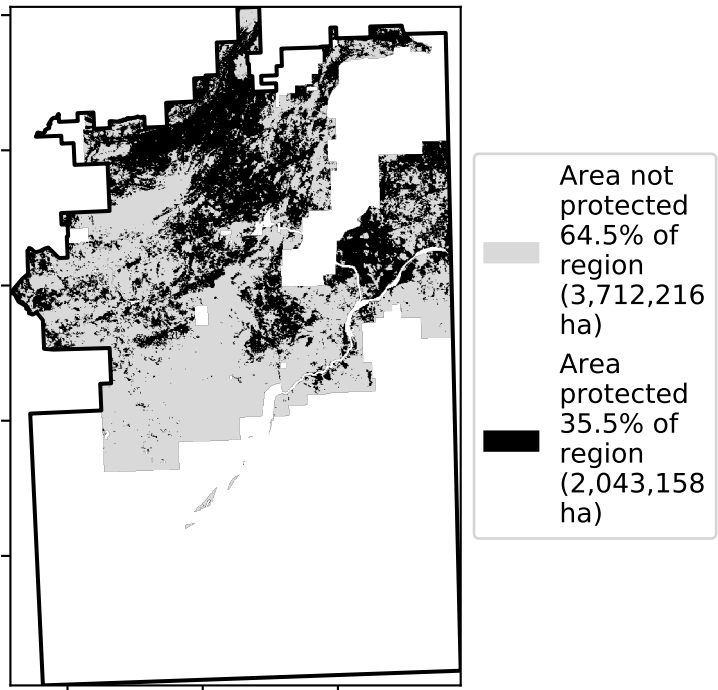 Area not
protected
64.5% of
region
(3,712,216
ha)
Area
protected
35.5% of
region
(2,043,158
ha)